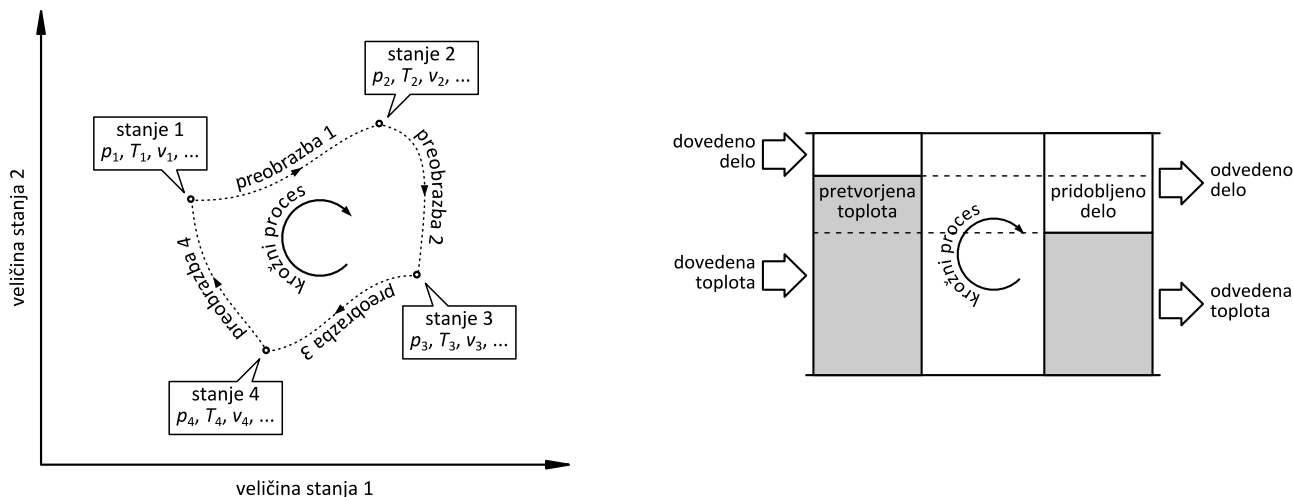 veličina stanja 2
stanje 1
p1, T1, v1, ...
stanje 2
p2, T2, v2, ...
preobrazba 1
preobrazba 2
krožni proces
preobrazba 4
preobrazba 3
stanje 3
p3, T3, v3, ...
stanje 4
p4, T4, v4, ...
veličina stanja 1
dovedeno
delo
dovedena
toplota
pretvorjena
toplota
krožni proces
pridobljeno
delo
odvedeno
delo
odvedena
toplota